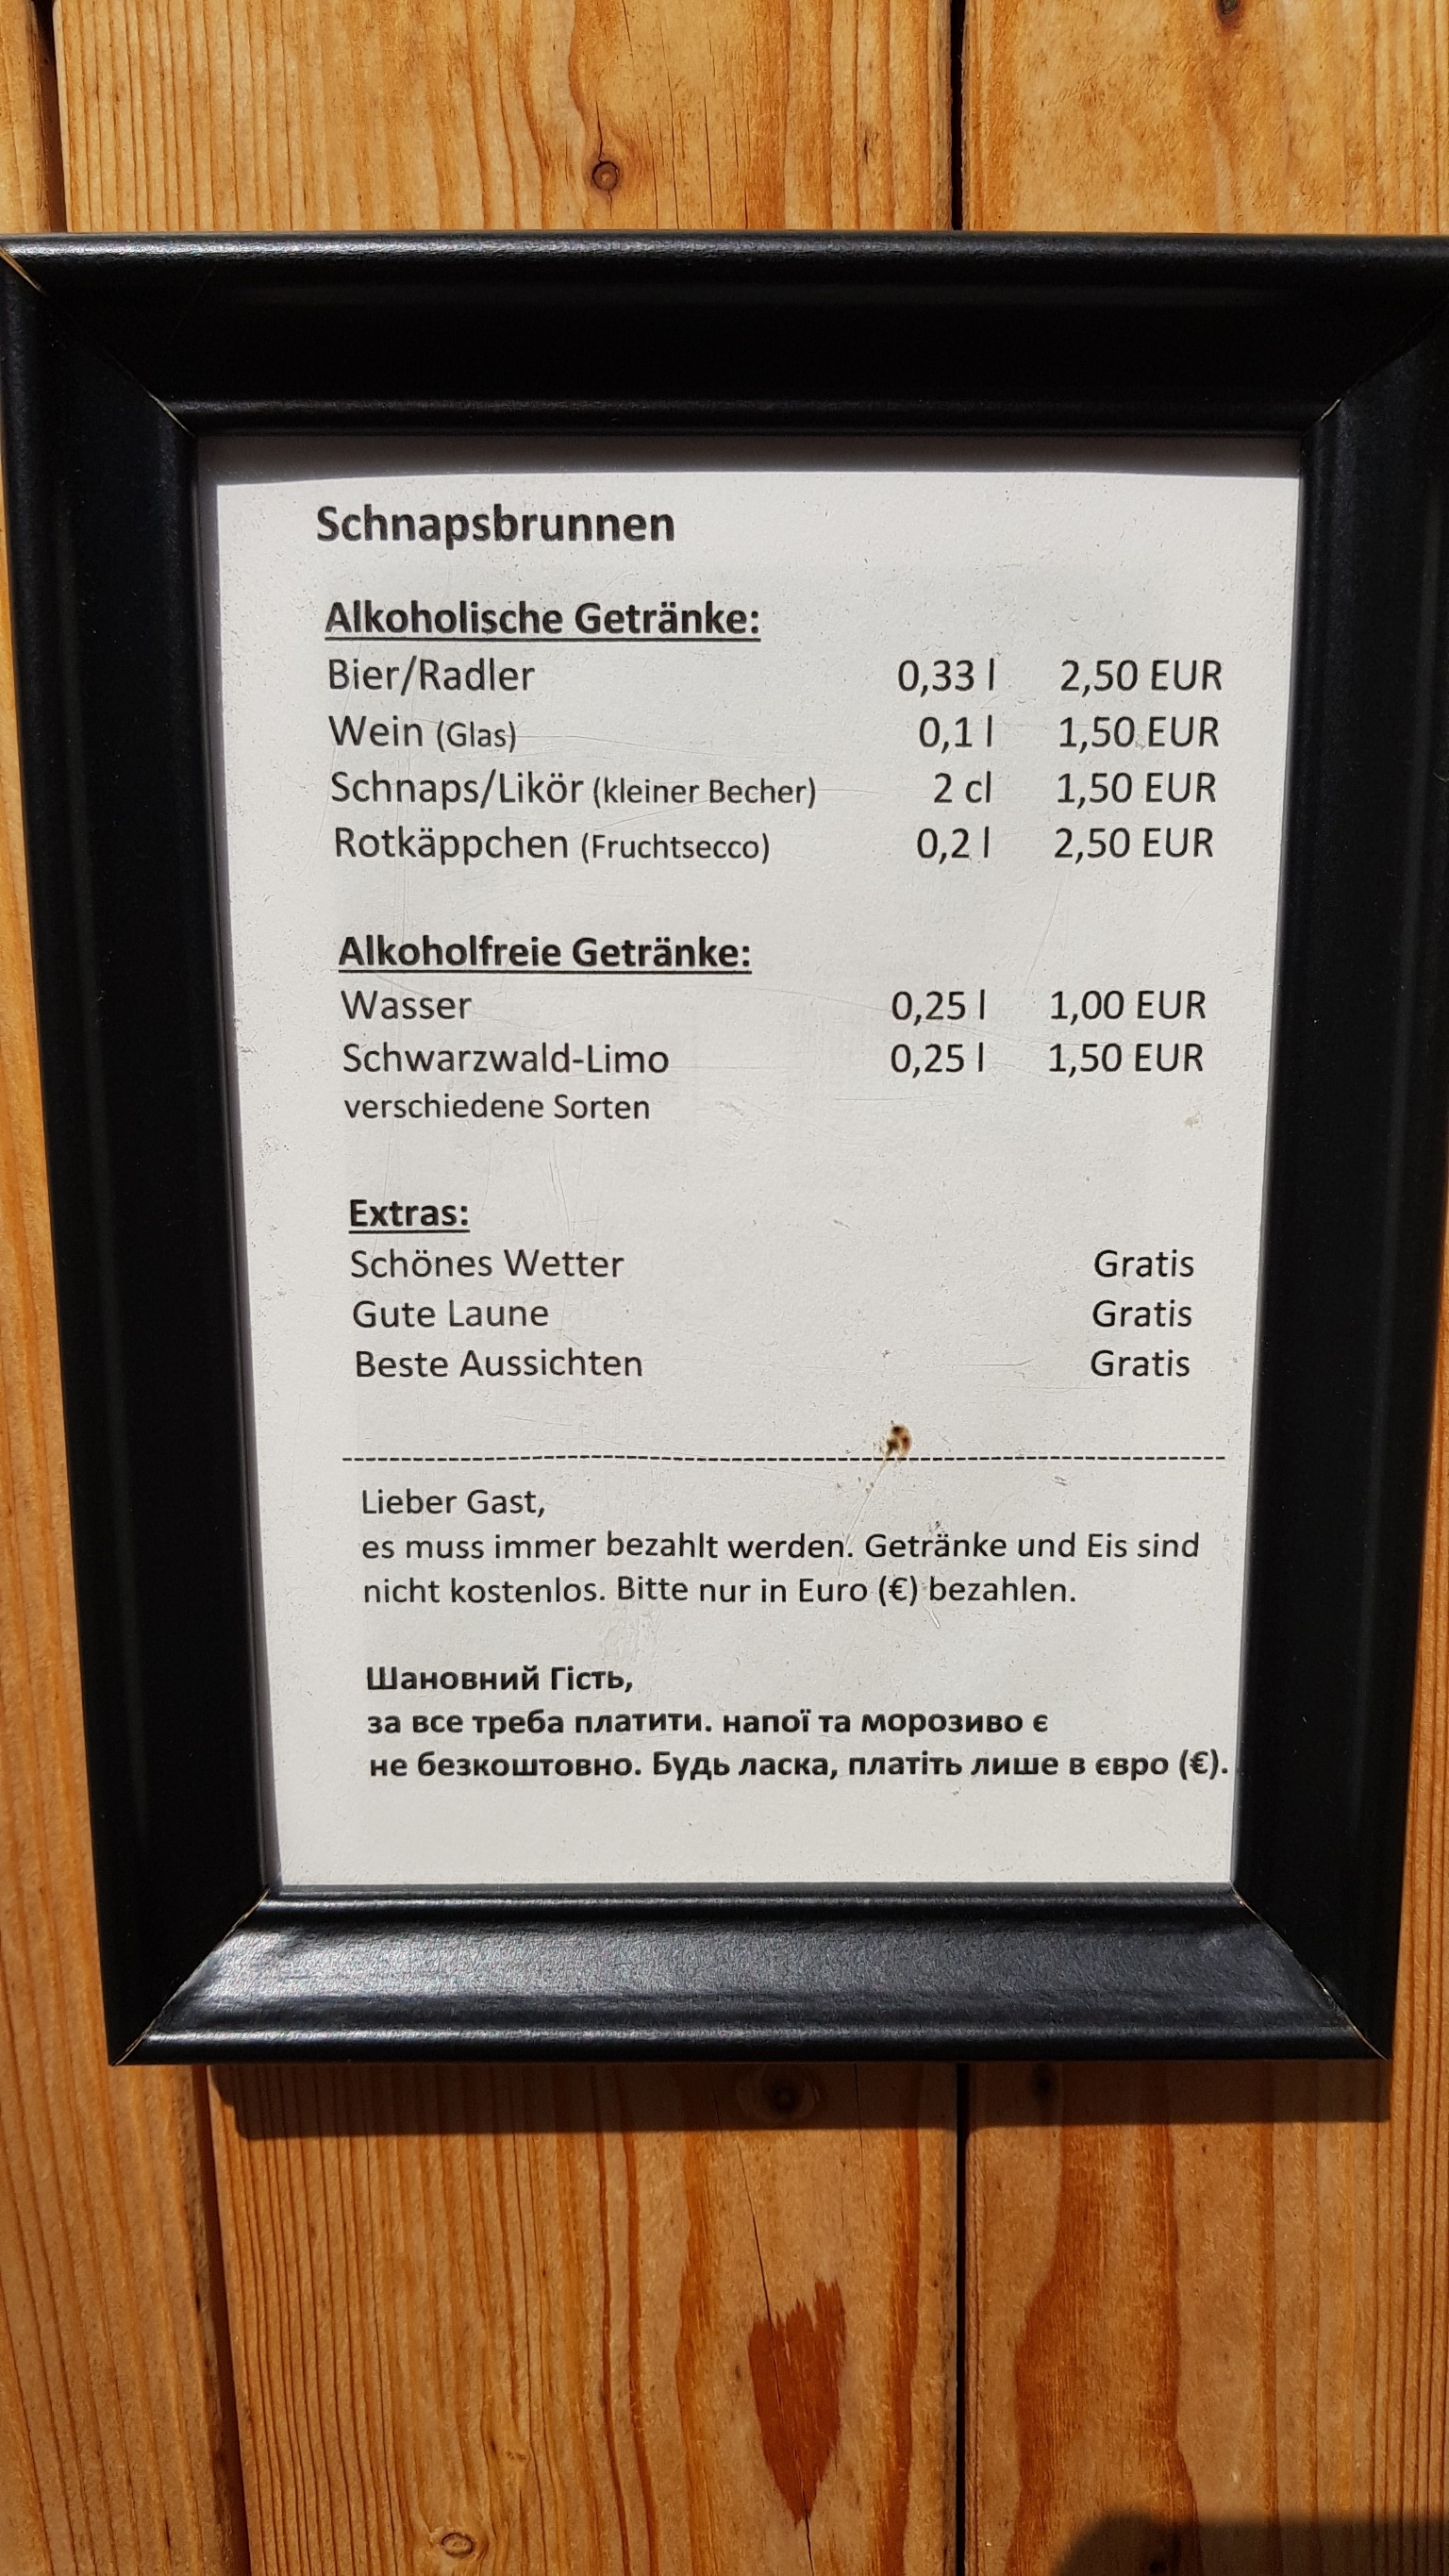 Schnapsbrunnen
Alkoholische Getränke:
Bier/Radler 0,33 l 2,50 EUR
Wein (Glas) 0,1 l 1,50 EUR
Schnaps/Likör (kleiner Becher) 2 cl 1,50 EUR
Rotkäppchen (Fruchtsecco) 0,2 l 2,50 EUR
Alkoholfreie Getränke:
Wasser 0,25 l 1,00 EUR
Schwarzwald-Limo 0,25 l 1,50 EUR
verschiedene Sorten
Extras:
Schönes Wetter Gratis
Gute Laune Gratis
Beste Aussichten Gratis
Lieber Gast,
es muss immer bezahlt werden. Getränke und Eis sind
nicht kostenlos. Bitte nur in Euro (€) bezahlen.
Шановний Гість,
за все треба платити. напої та морозиво є
не безкоштовно. Будь ласка, платіть лише в євро (€).